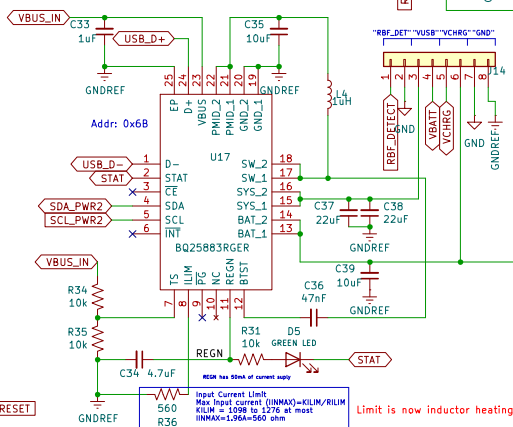 VBUS_IN
C33
1uF
USB_D+
GNDREF
C35
10uF
GNDREF
L4
1uH
"RBF_DET" "VUSB" "VCHRG" "GND"
J14
1 2 3 4 5 6 7 8
RBF_DETECT
GND
VBATT
VCHRG
GND
GNDREF
Addr: 0x6B
25 24 23 22 21 20 19
EP D+ VBUS PMID_2 PMID_1 GND_2 GND_1
U17
USB_D- 1 D- SW_2 18
STAT 2 STAT SW_1 17
3 CE SYS_2 16
SDA_PWR2 4 SDA SYS_1 15
SCL_PWR2 5 SCL BAT_2 14
6 INT BAT_1 13
BQ25883RGER
TS ILIM PG NC REGN BTST
7 8 9 10 11 12
C37
22uF
C38
22uF
GNDREF
C39
10uF
GNDREF
C36
47nF
VBUS_IN
R34
10k
R35
10k
C34 4.7uF
REGN
R31
10k
D5
GREEN LED
STAT
REGN has 50mA of current suply
GNDREF
560
R36
Input Current Limit
Max Input current (IINMAX)=KILIM/RILIM
KILIM = 1098 to 1276 at most
IINMAX=1.96A=560 ohm
RESET
Limit is now inductor heating